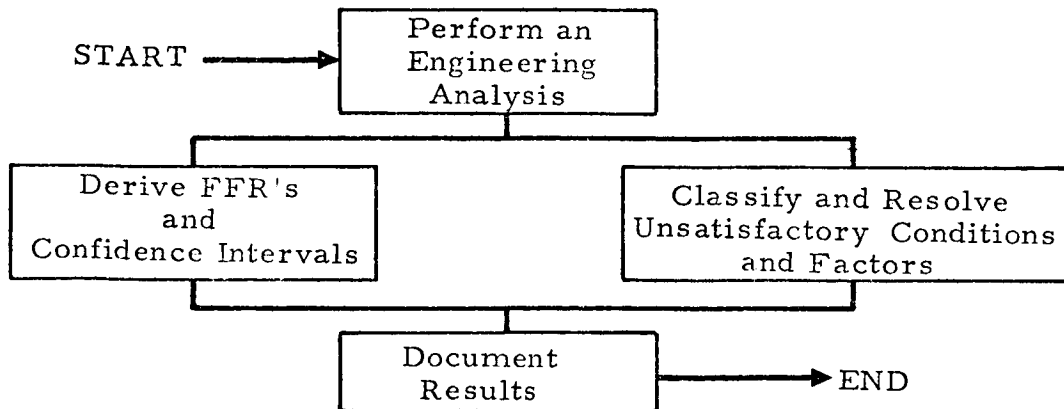 START
Perform an
Engineering
Analysis
Derive FFR's
and
Confidence Intervals
Classify and Resolve
Unsatisfactory Conditions
and Factors
Document
Results
END